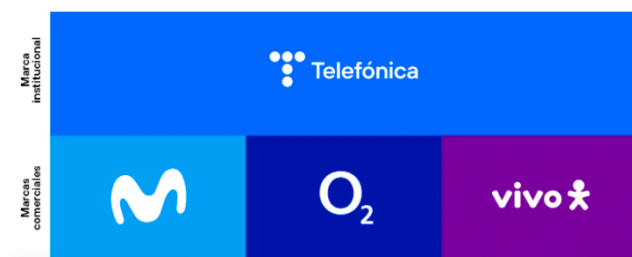 Marca
institucional
Telefónica
Marcas
comerciales
O2
vivo